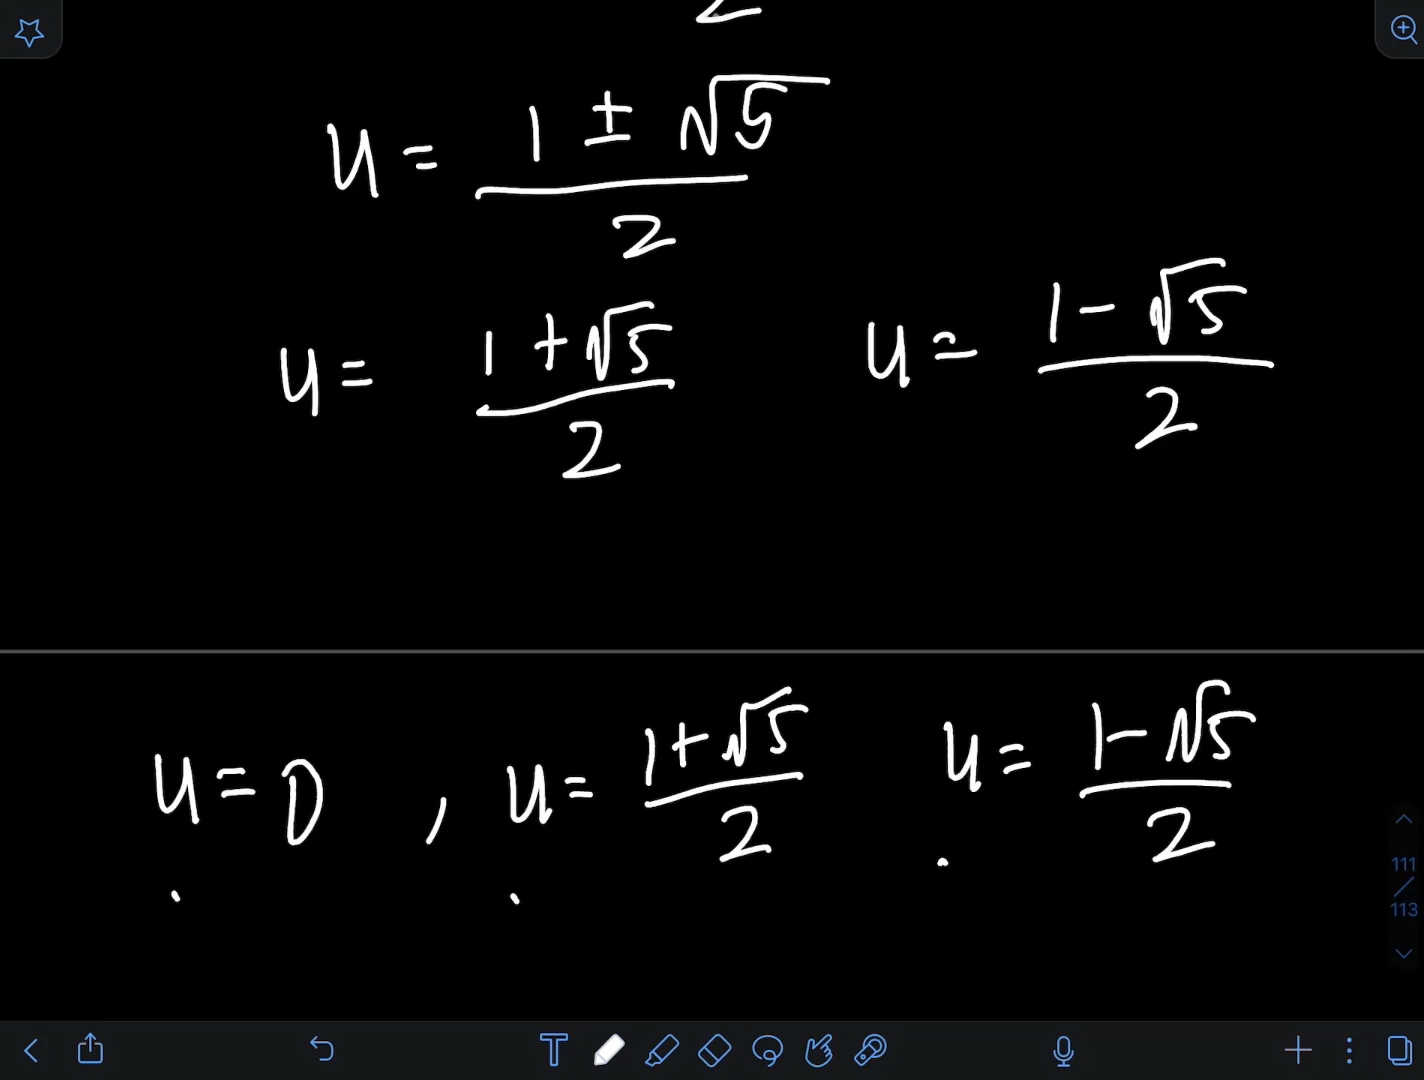 u = (1 ± √5) / 2
u = (1 + √5) / 2    u = (1 - √5) / 2
u = 0 , u = (1 + √5) / 2    u = (1 - √5) / 2
111
113
T